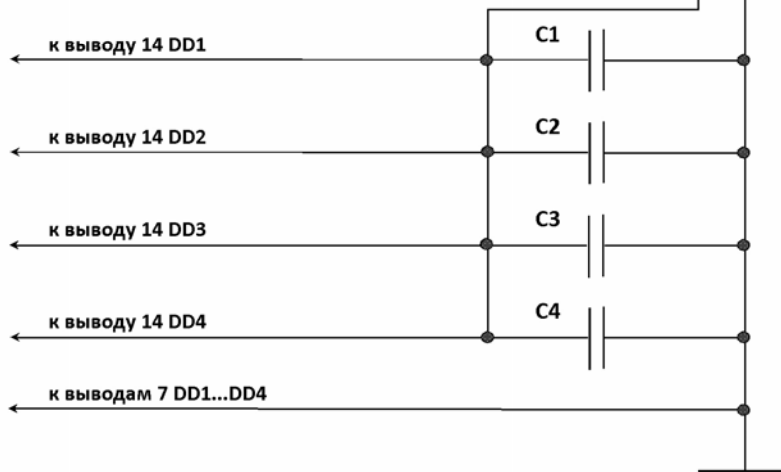 C1
к выводу 14 DD1
C2
к выводу 14 DD2
C3
к выводу 14 DD3
C4
к выводу 14 DD4
к выводам 7 DD1...DD4